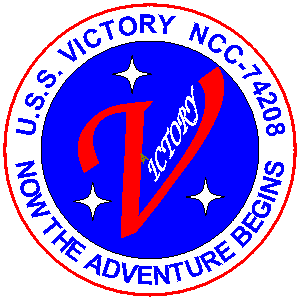 U.S.S. VICTORY NCC-74208
VICTORY
NOW THE ADVENTURE BEGINS